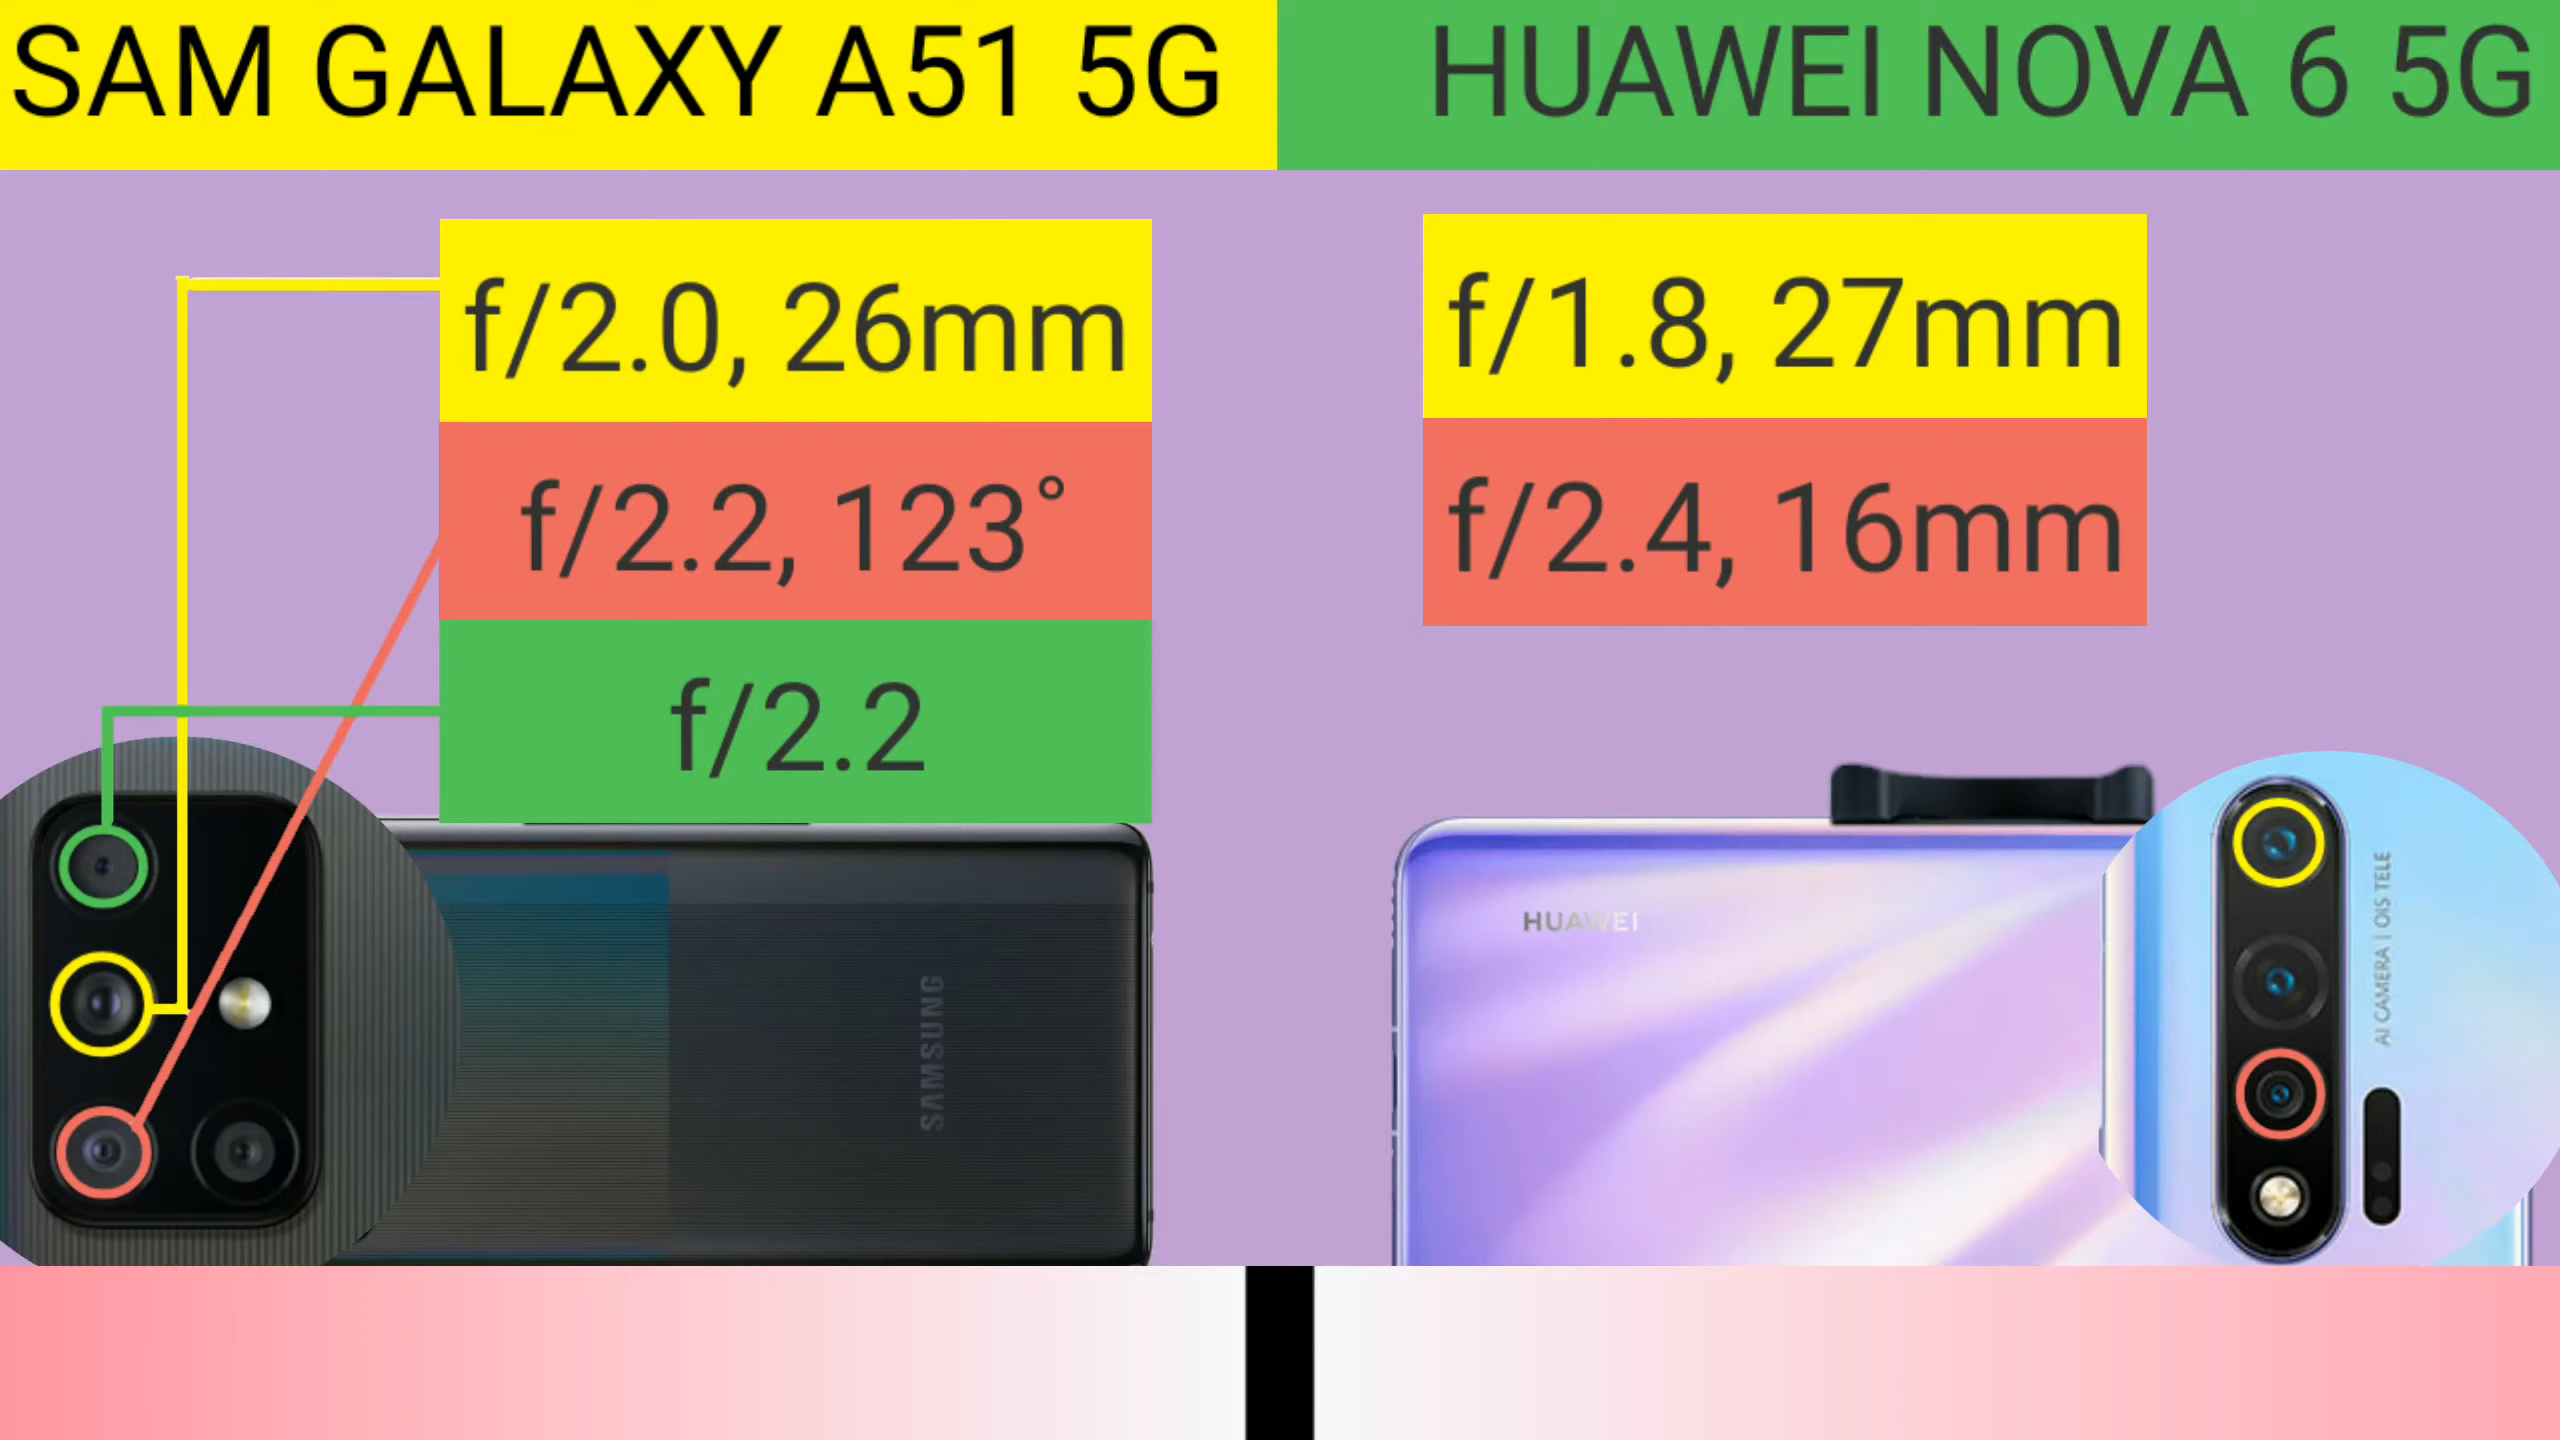 SAM GALAXY A51 5G
HUAWEI NOVA 6 5G
f/2.0, 26mm
f/2.2, 123°
f/2.2
f/1.8, 27mm
f/2.4, 16mm
SAMSUNG
HUAWEI
AI CAMERA | OIS TELE